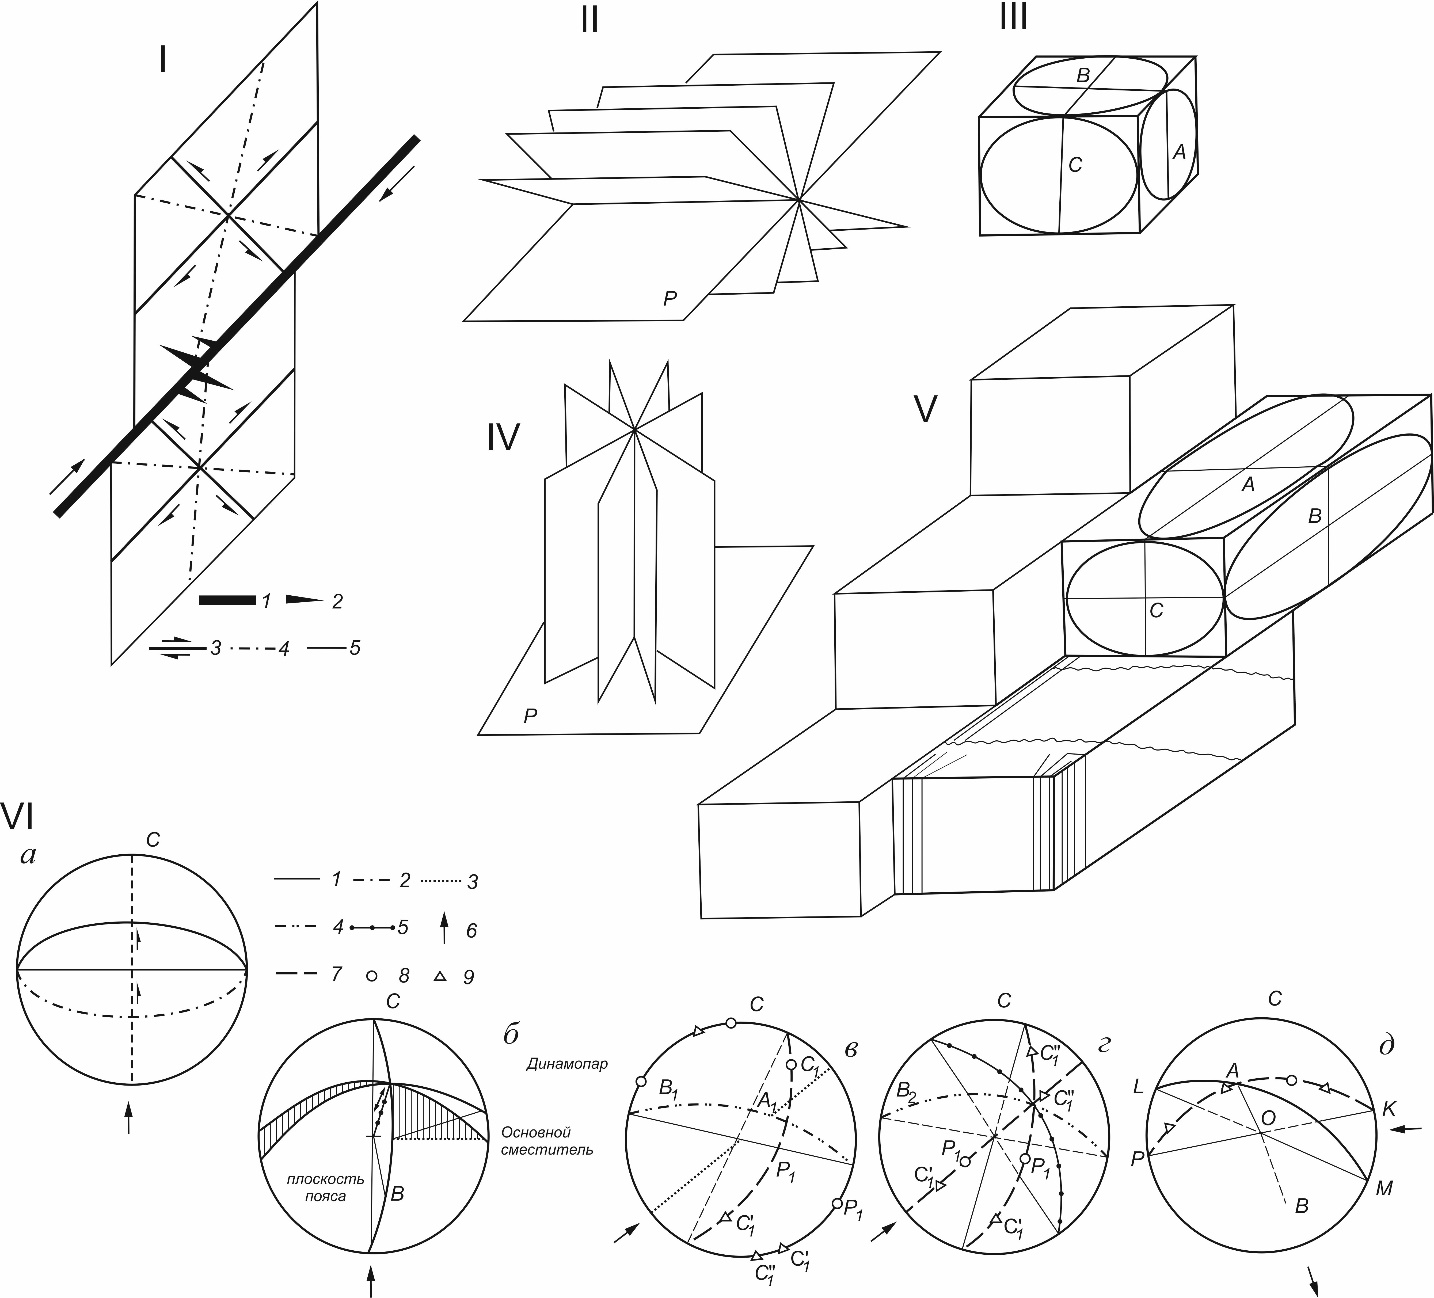 I
1
2
3
4
5
II
P
III
B
C
A
IV
P
V
A
B
C
VI
а
C
1
2
3
4
5
6
7
8
9
б
C
плоскость
пояса
B
Динамопар
Основной
сместитель
в
C
B1
C1
A1
P1
C'1
P1
C"1
C'1
г
C
C"1
C"1
B2
P1
P1
C'1
C'1
д
C
L
A
K
O
P
M
B